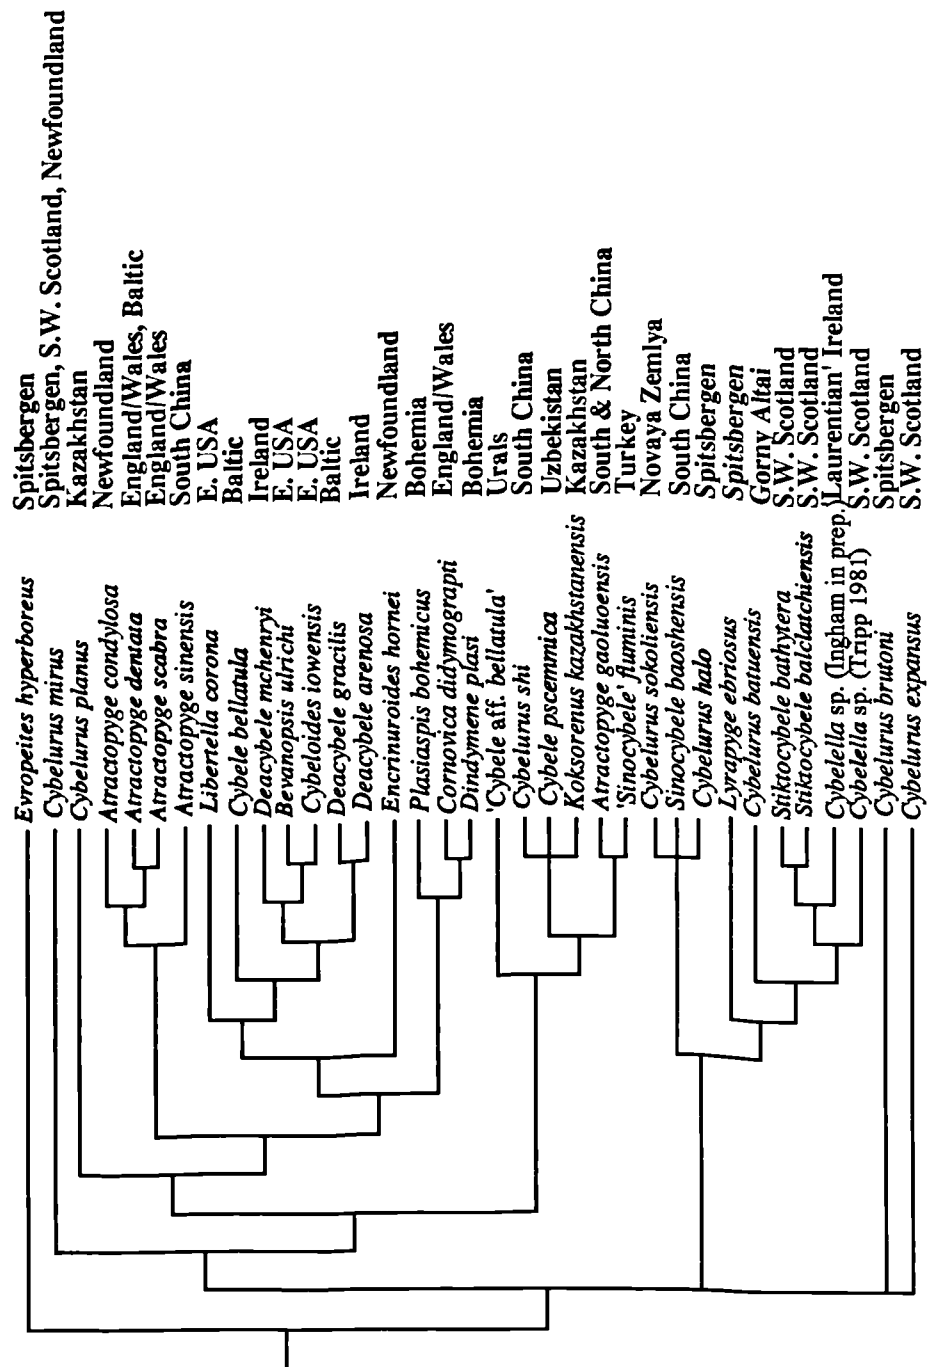 Evropeites hyperboreus Spitsbergen
Cybelurus mirus Spitsbergen, S.W. Scotland, Newfoundland
Cybelurus planus Kazakhstan
Atractopyge condylosa Newfoundland
Atractopyge dentata England/Wales, Baltic
Atractopyge scabra England/Wales
Atractopyge sinensis South China
Libertella corona E. USA
Cybele bellatula Baltic
Deacybele mchenryi Ireland
Bevanopsis ulrichi E. USA
Cybeloides iowensis E. USA
Deacybele gracilis Baltic
Deacybele arenosa Ireland
Encrinuroides hornei Newfoundland
Plasiaspis bohemicus Bohemia
Cornovica didymograpti England/Wales
Dindymene plasi Bohemia
'Cybele aff. bellatula' Urals
Cybelurus shi South China
Cybele pscemmica Uzbekistan
Koksorenus kazakhstanensis Kazakhstan
Atractopyge gaoluoensis South & North China
'Sinocybele' fluminis Turkey
Cybelurus sokoliensis Novaya Zemlya
Sinocybele baoshensis South China
Cybelurus halo Spitsbergen
Lyrapyge ebriosus Spitsbergen
Cybelurus batuensis Gorny Altai
Stiktocybele bathytera S.W. Scotland
Stiktocybele balclatchiensis S.W. Scotland
Cybelella sp. (Ingham in prep.) 'Laurentian' Ireland
Cybelella sp. (Tripp 1981) S.W. Scotland
Cybelurus brutoni Spitsbergen
Cybelurus expansus S.W. Scotland